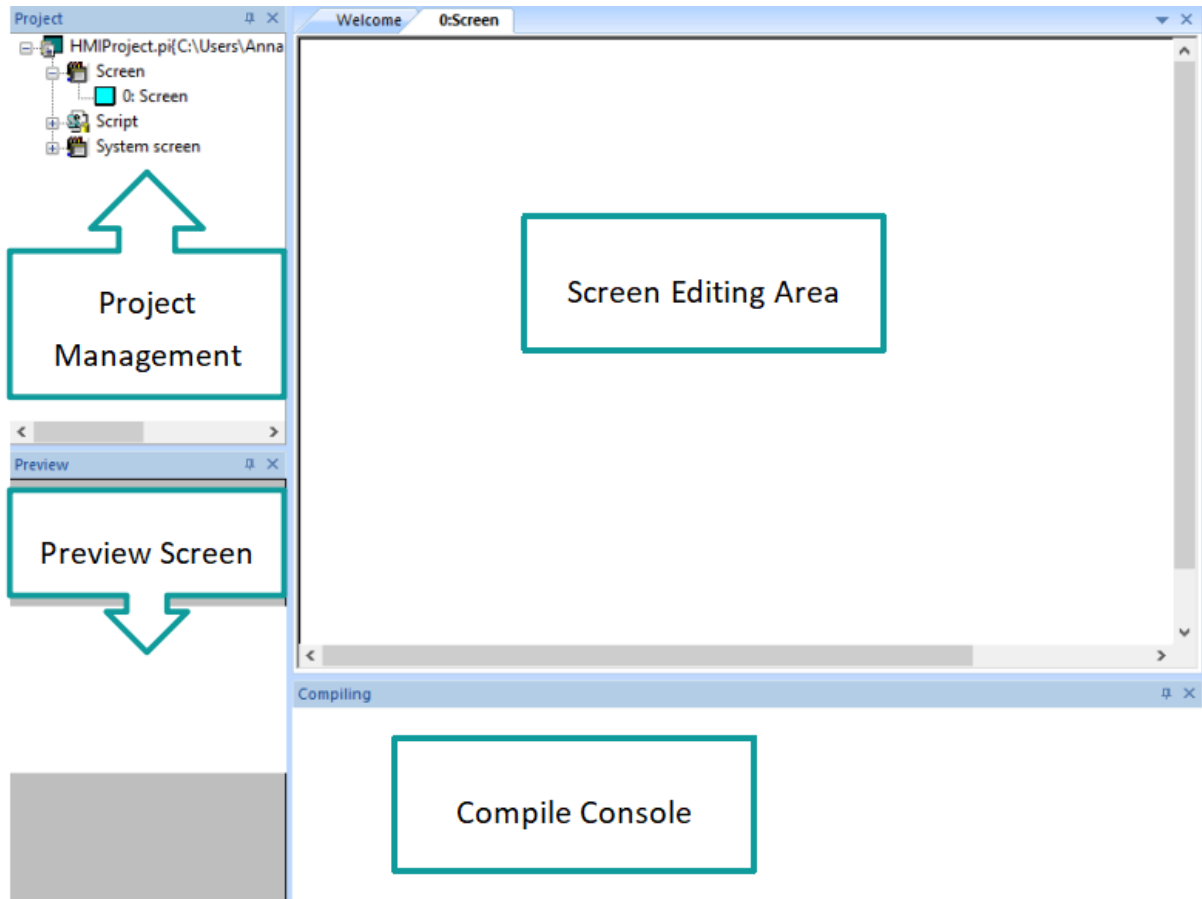 Project
HMIProject.pi{C:\Users\Anna
Screen
0: Screen
Script
System screen
Project
Management
Preview
Preview Screen
Welcome
0:Screen
Screen Editing Area
Compiling
Compile Console